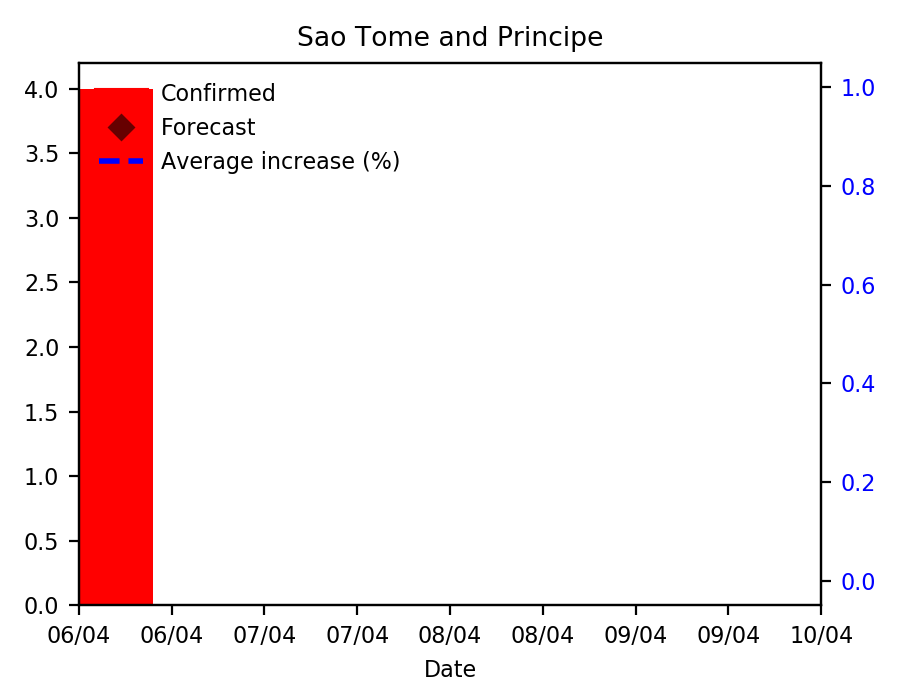 Sao Tome and Principe
Confirmed
Forecast
Average increase (%)
4.0
3.5
3.0
2.5
2.0
1.5
1.0
0.5
0.0
1.0
0.8
0.6
0.4
0.2
0.0
06/04 06/04 07/04 07/04 08/04 08/04 09/04 09/04 10/04
Date